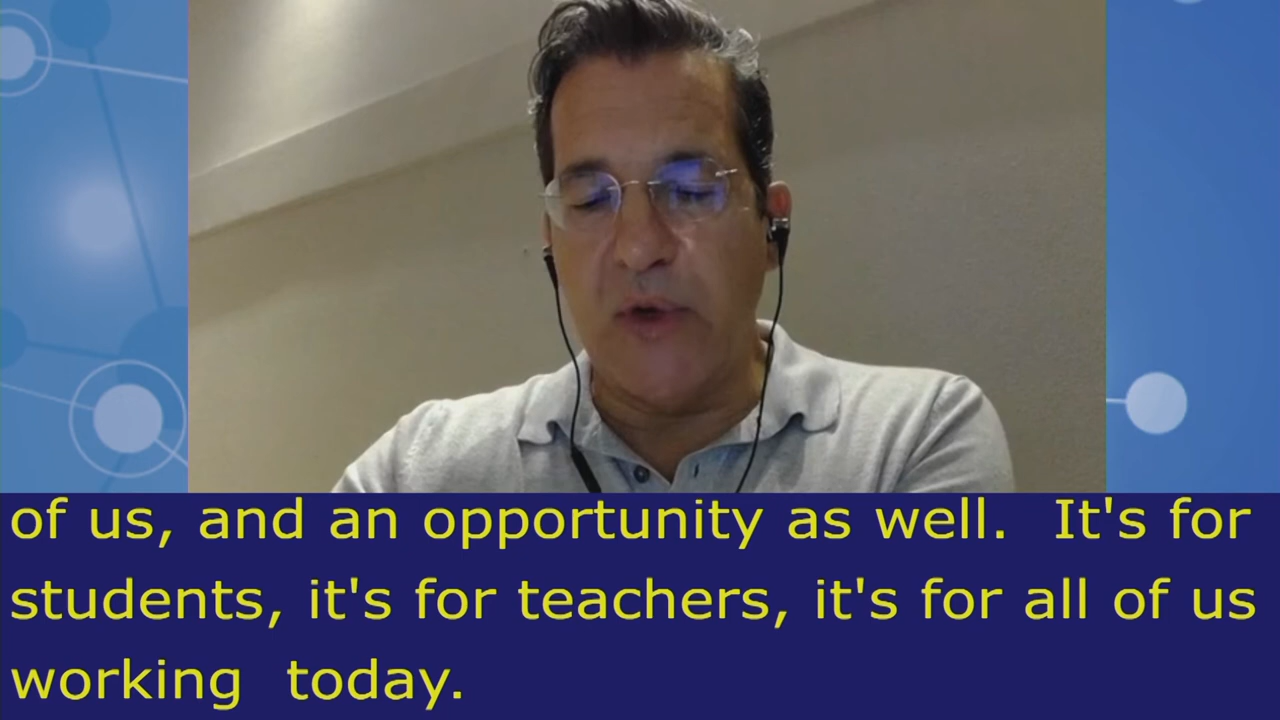 of us, and an opportunity as well.  It's for
students, it's for teachers, it's for all of us
working  today.